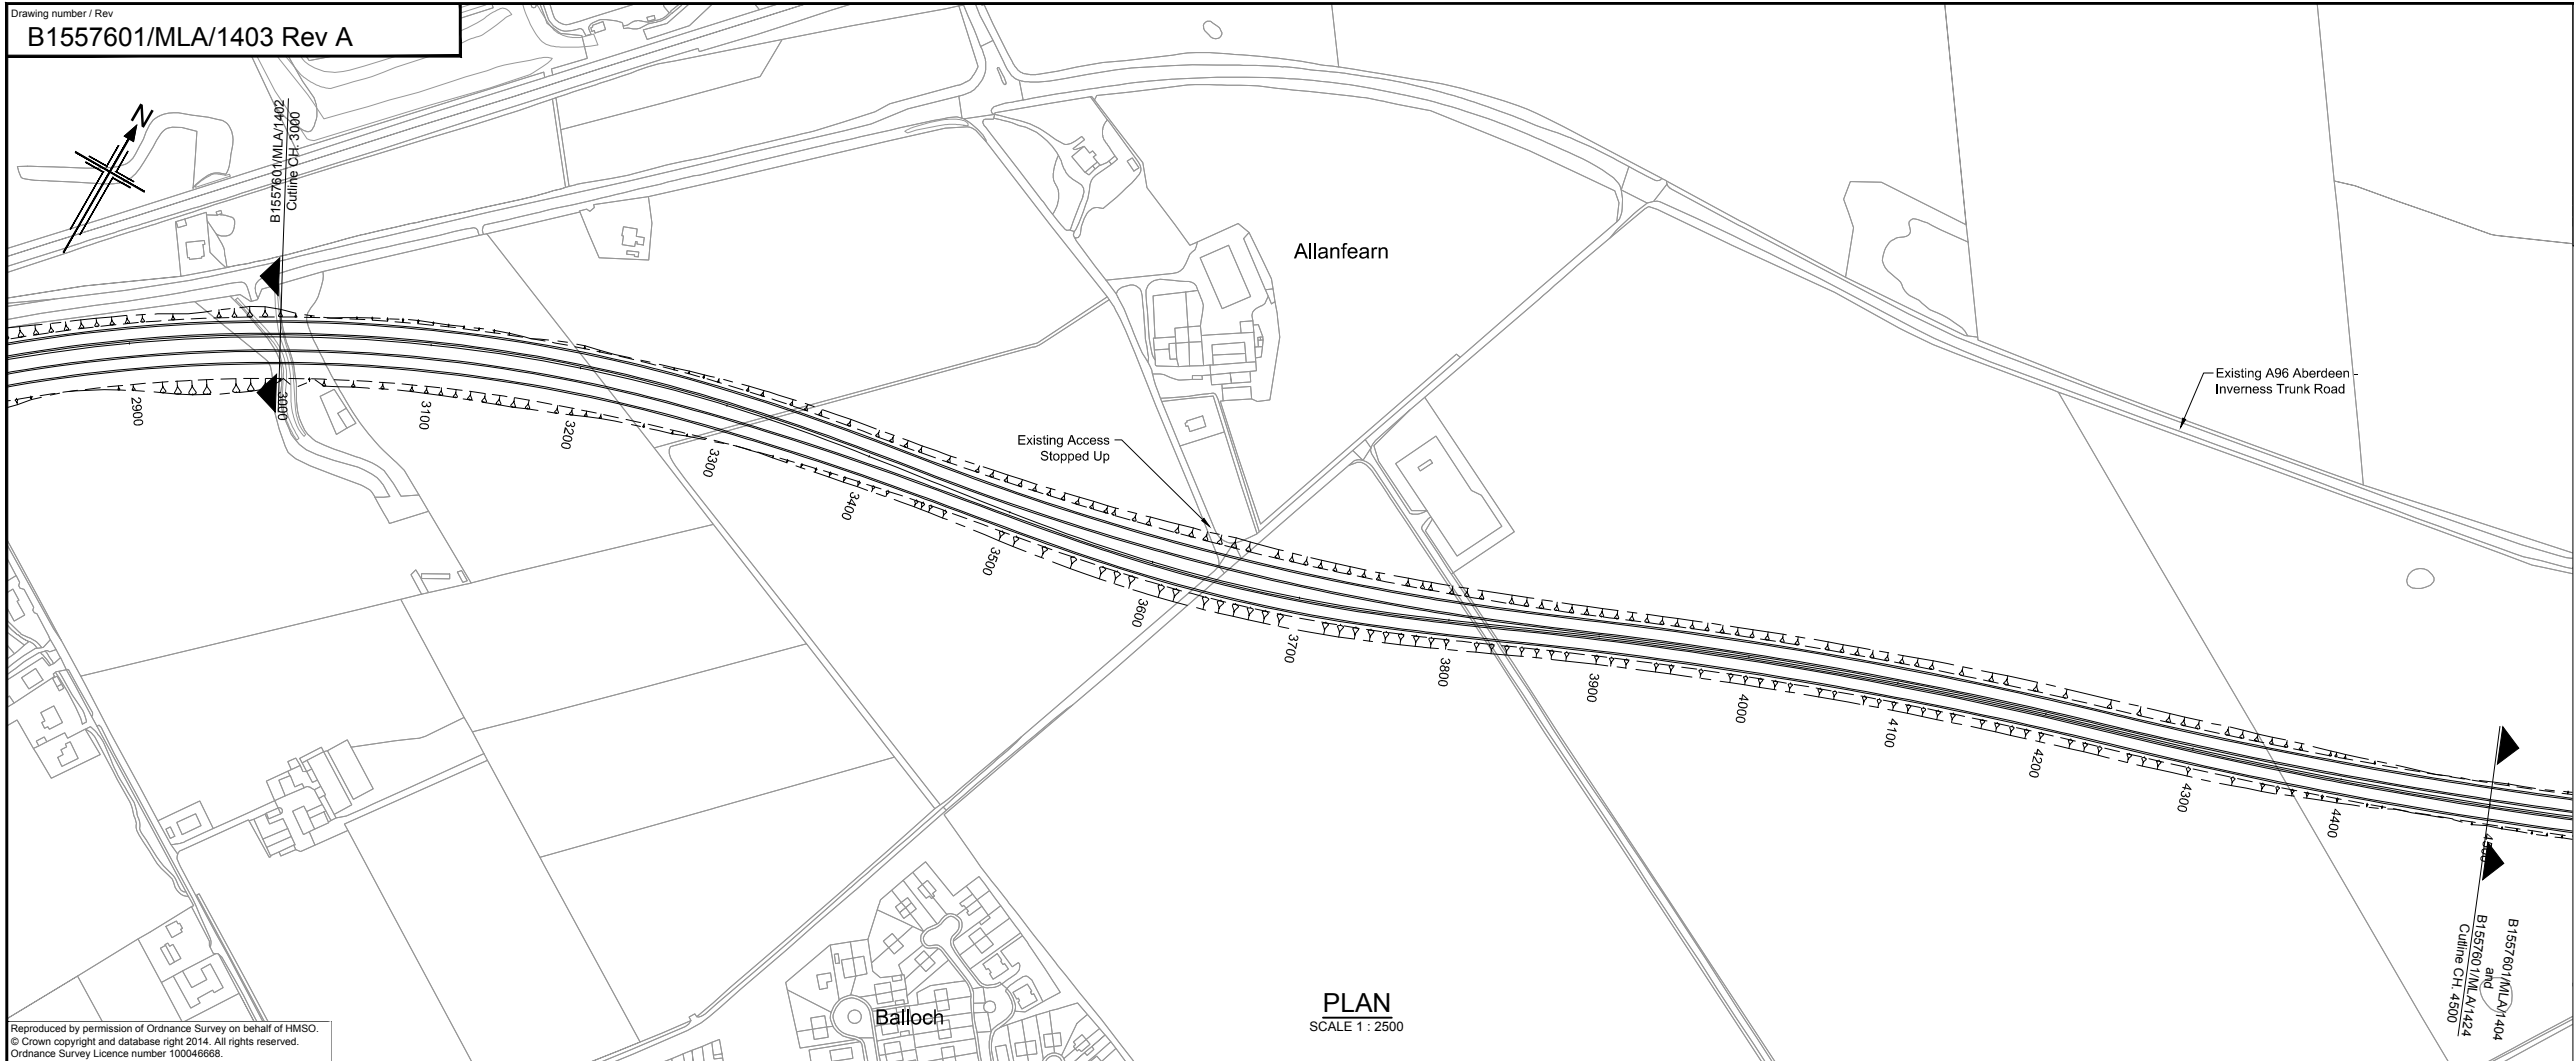 Drawing number / Rev
B1557601/MLA/1403 Rev A
N
B1557601/MLA/1402
Cutline CH. 3000
Allanfearn
Existing A96 Aberdeen -
Inverness Trunk Road
Existing Access
Stopped Up
2900
3000
3100
3200
3300
3400
3500
3600
3700
3800
3900
4000
4100
4200
4300
4400
4500
B1557601/MLA/1404
and
B1557601/MLA/1424
Cutline CH. 4500
Balloch
PLAN
SCALE 1 : 2500
Reproduced by permission of Ordnance Survey on behalf of HMSO.
© Crown copyright and database right 2014. All rights reserved.
Ordnance Survey Licence number 100046668.